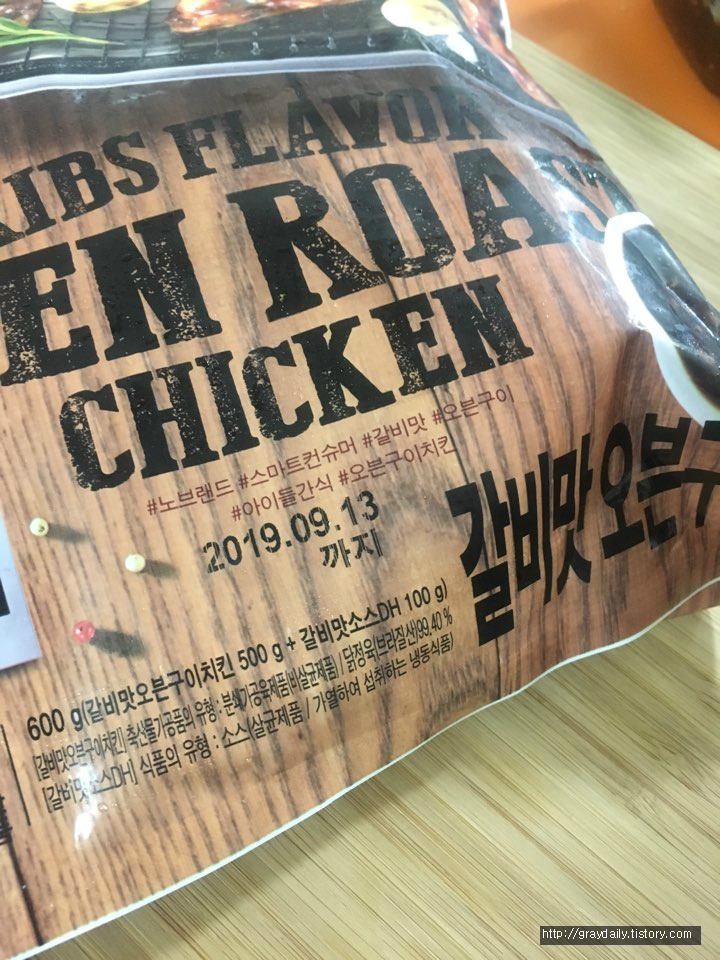 RIBS FLAVOR
EN ROAS
CHICKEN
#노브랜드 #스마트컨슈머 #갈비맛 #오븐구이
#아이들간식 #오븐구이치킨
2019.09.13
까지
갈비맛 오븐구
600 g(갈비맛오븐구이치킨 500 g + 갈비맛소스DH 100 g)
[갈비맛오븐구이치킨] 축산물가공품의 유형 : 분쇄가공육제품(비살균제품) / 닭정육(브라질산)99.40 %
[갈비맛소스DH] 식품의 유형 : 소스(살균제품) / 가열하여 섭취하는 냉동식품)
http://graydaily.tistory.com